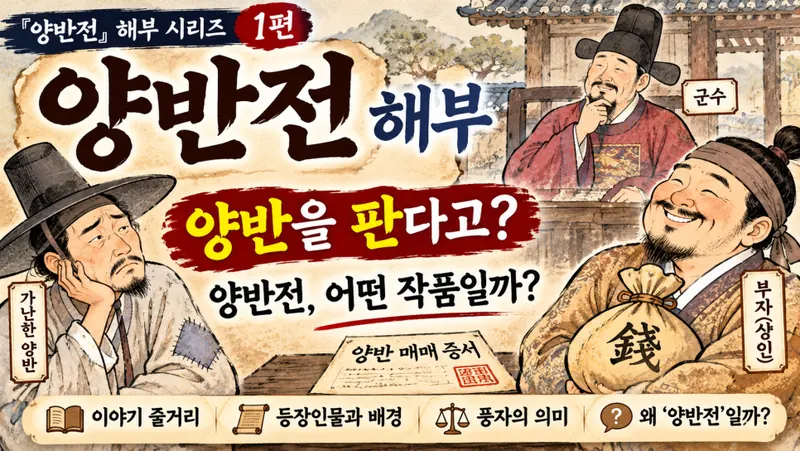 『양반전』 해부 시리즈 1편
양반전 해부
군수
양반을 판다고?
양반전, 어떤 작품일까?
가난한 양반
부자(상인)
錢
양반 매매 증서
이야기 줄거리
등장인물과 배경
풍자의 의미
? 왜 '양반전'일까?